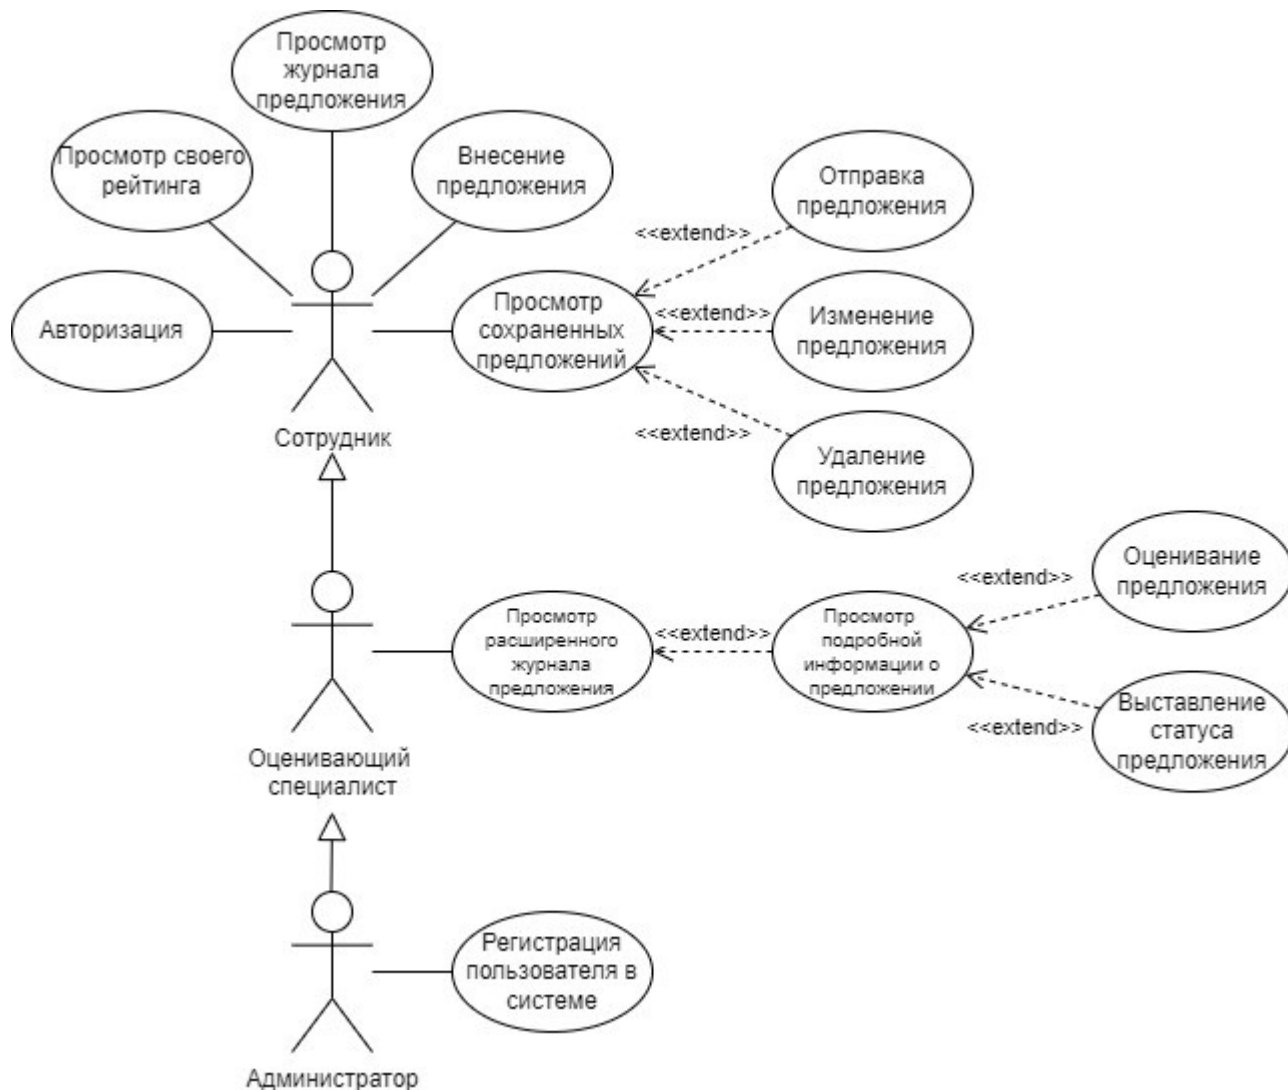 Просмотр
журнала
предложения
Просмотр своего
рейтинга
Внесение
предложения
Отправка
предложения
<<extend>>
Авторизация
Просмотр
сохраненных
предложений
<<extend>>
Изменение
предложения
Сотрудник
<<extend>>
Удаление
предложения
Оценивание
предложения
<<extend>>
Просмотр
расширенного
журнала
предложения
<<extend>>
Просмотр
подробной
информации о
предложении
<<extend>>
Выставление
статуса
предложения
Оценивающий
специалист
Регистрация
пользователя в
системе
Администратор